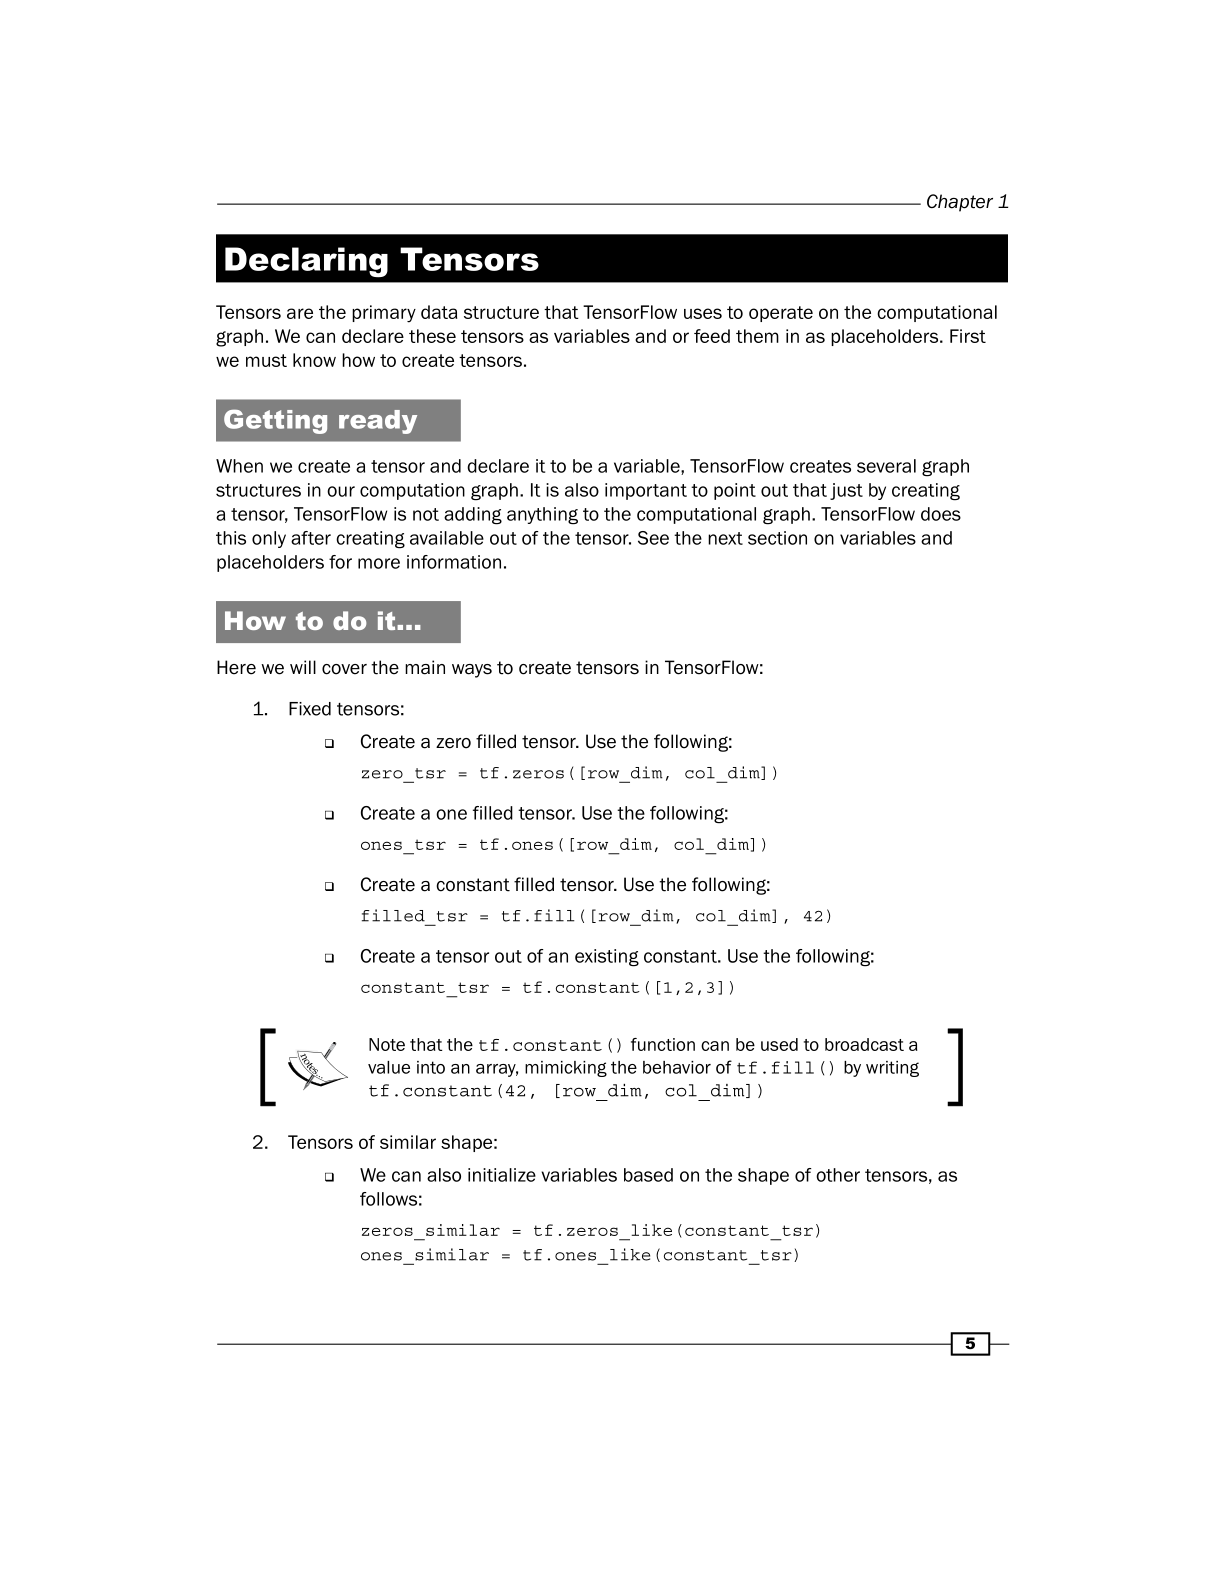 Chapter 1
Declaring Tensors
Tensors are the primary data structure that TensorFlow uses to operate on the computational
graph. We can declare these tensors as variables and or feed them in as placeholders. First
we must know how to create tensors.
Getting ready
When we create a tensor and declare it to be a variable, TensorFlow creates several graph
structures in our computation graph. It is also important to point out that just by creating
a tensor, TensorFlow is not adding anything to the computational graph. TensorFlow does
this only after creating available out of the tensor. See the next section on variables and
placeholders for more information.
How to do it…
Here we will cover the main ways to create tensors in TensorFlow:
1. Fixed tensors:
❑ Create a zero filled tensor. Use the following:
zero_tsr = tf.zeros([row_dim, col_dim])
❑ Create a one filled tensor. Use the following:
ones_tsr = tf.ones([row_dim, col_dim])
❑ Create a constant filled tensor. Use the following:
filled_tsr = tf.fill([row_dim, col_dim], 42)
❑ Create a tensor out of an existing constant. Use the following:
constant_tsr = tf.constant([1,2,3])
notes...
Note that the tf.constant() function can be used to broadcast a
value into an array, mimicking the behavior of tf.fill() by writing
tf.constant(42, [row_dim, col_dim])
2. Tensors of similar shape:
❑ We can also initialize variables based on the shape of other tensors, as
follows:
zeros_similar = tf.zeros_like(constant_tsr)
ones_similar = tf.ones_like(constant_tsr)
5